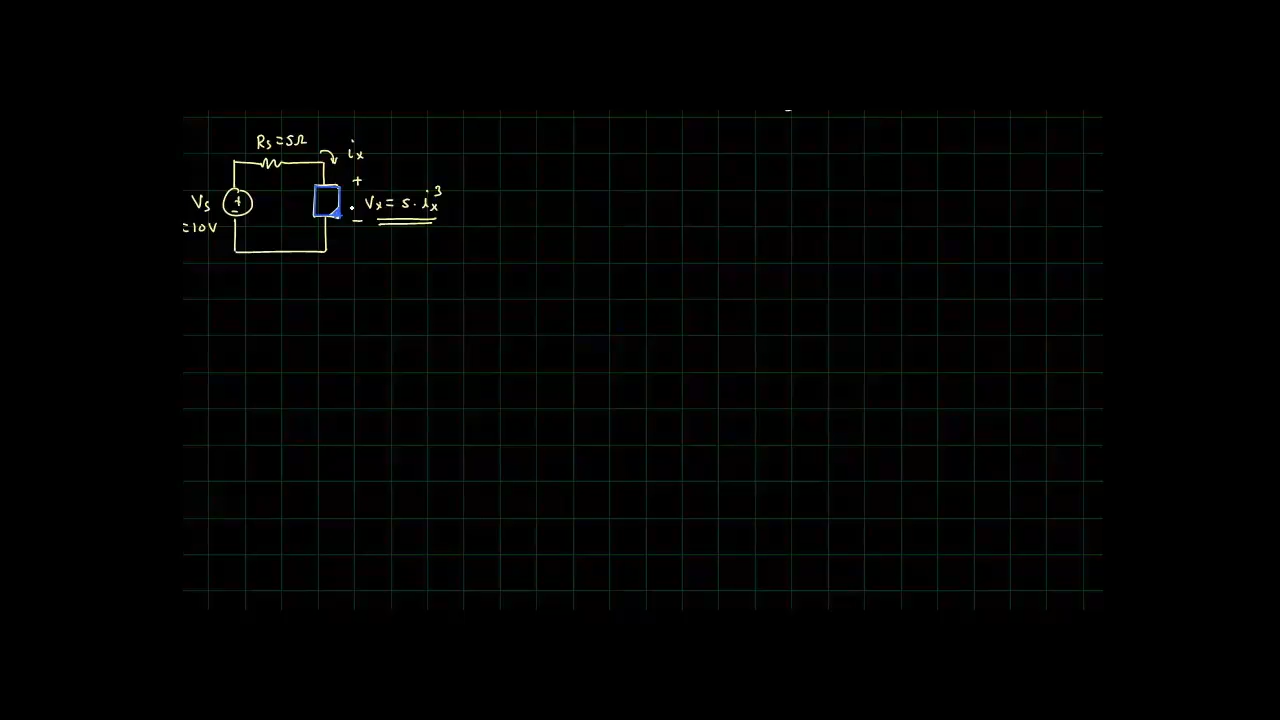 Rs = 5Ω
ix
+
Vs
+
-
Vx = 5 · ix³
-
= 10V